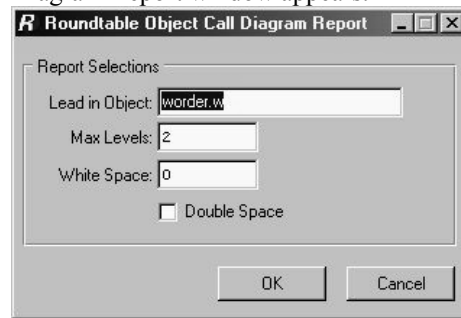 R Roundtable Object Call Diagram Report
Report Selections
Lead in Object: worder.w
Max Levels: 2
White Space: 0
Double Space
OK Cancel